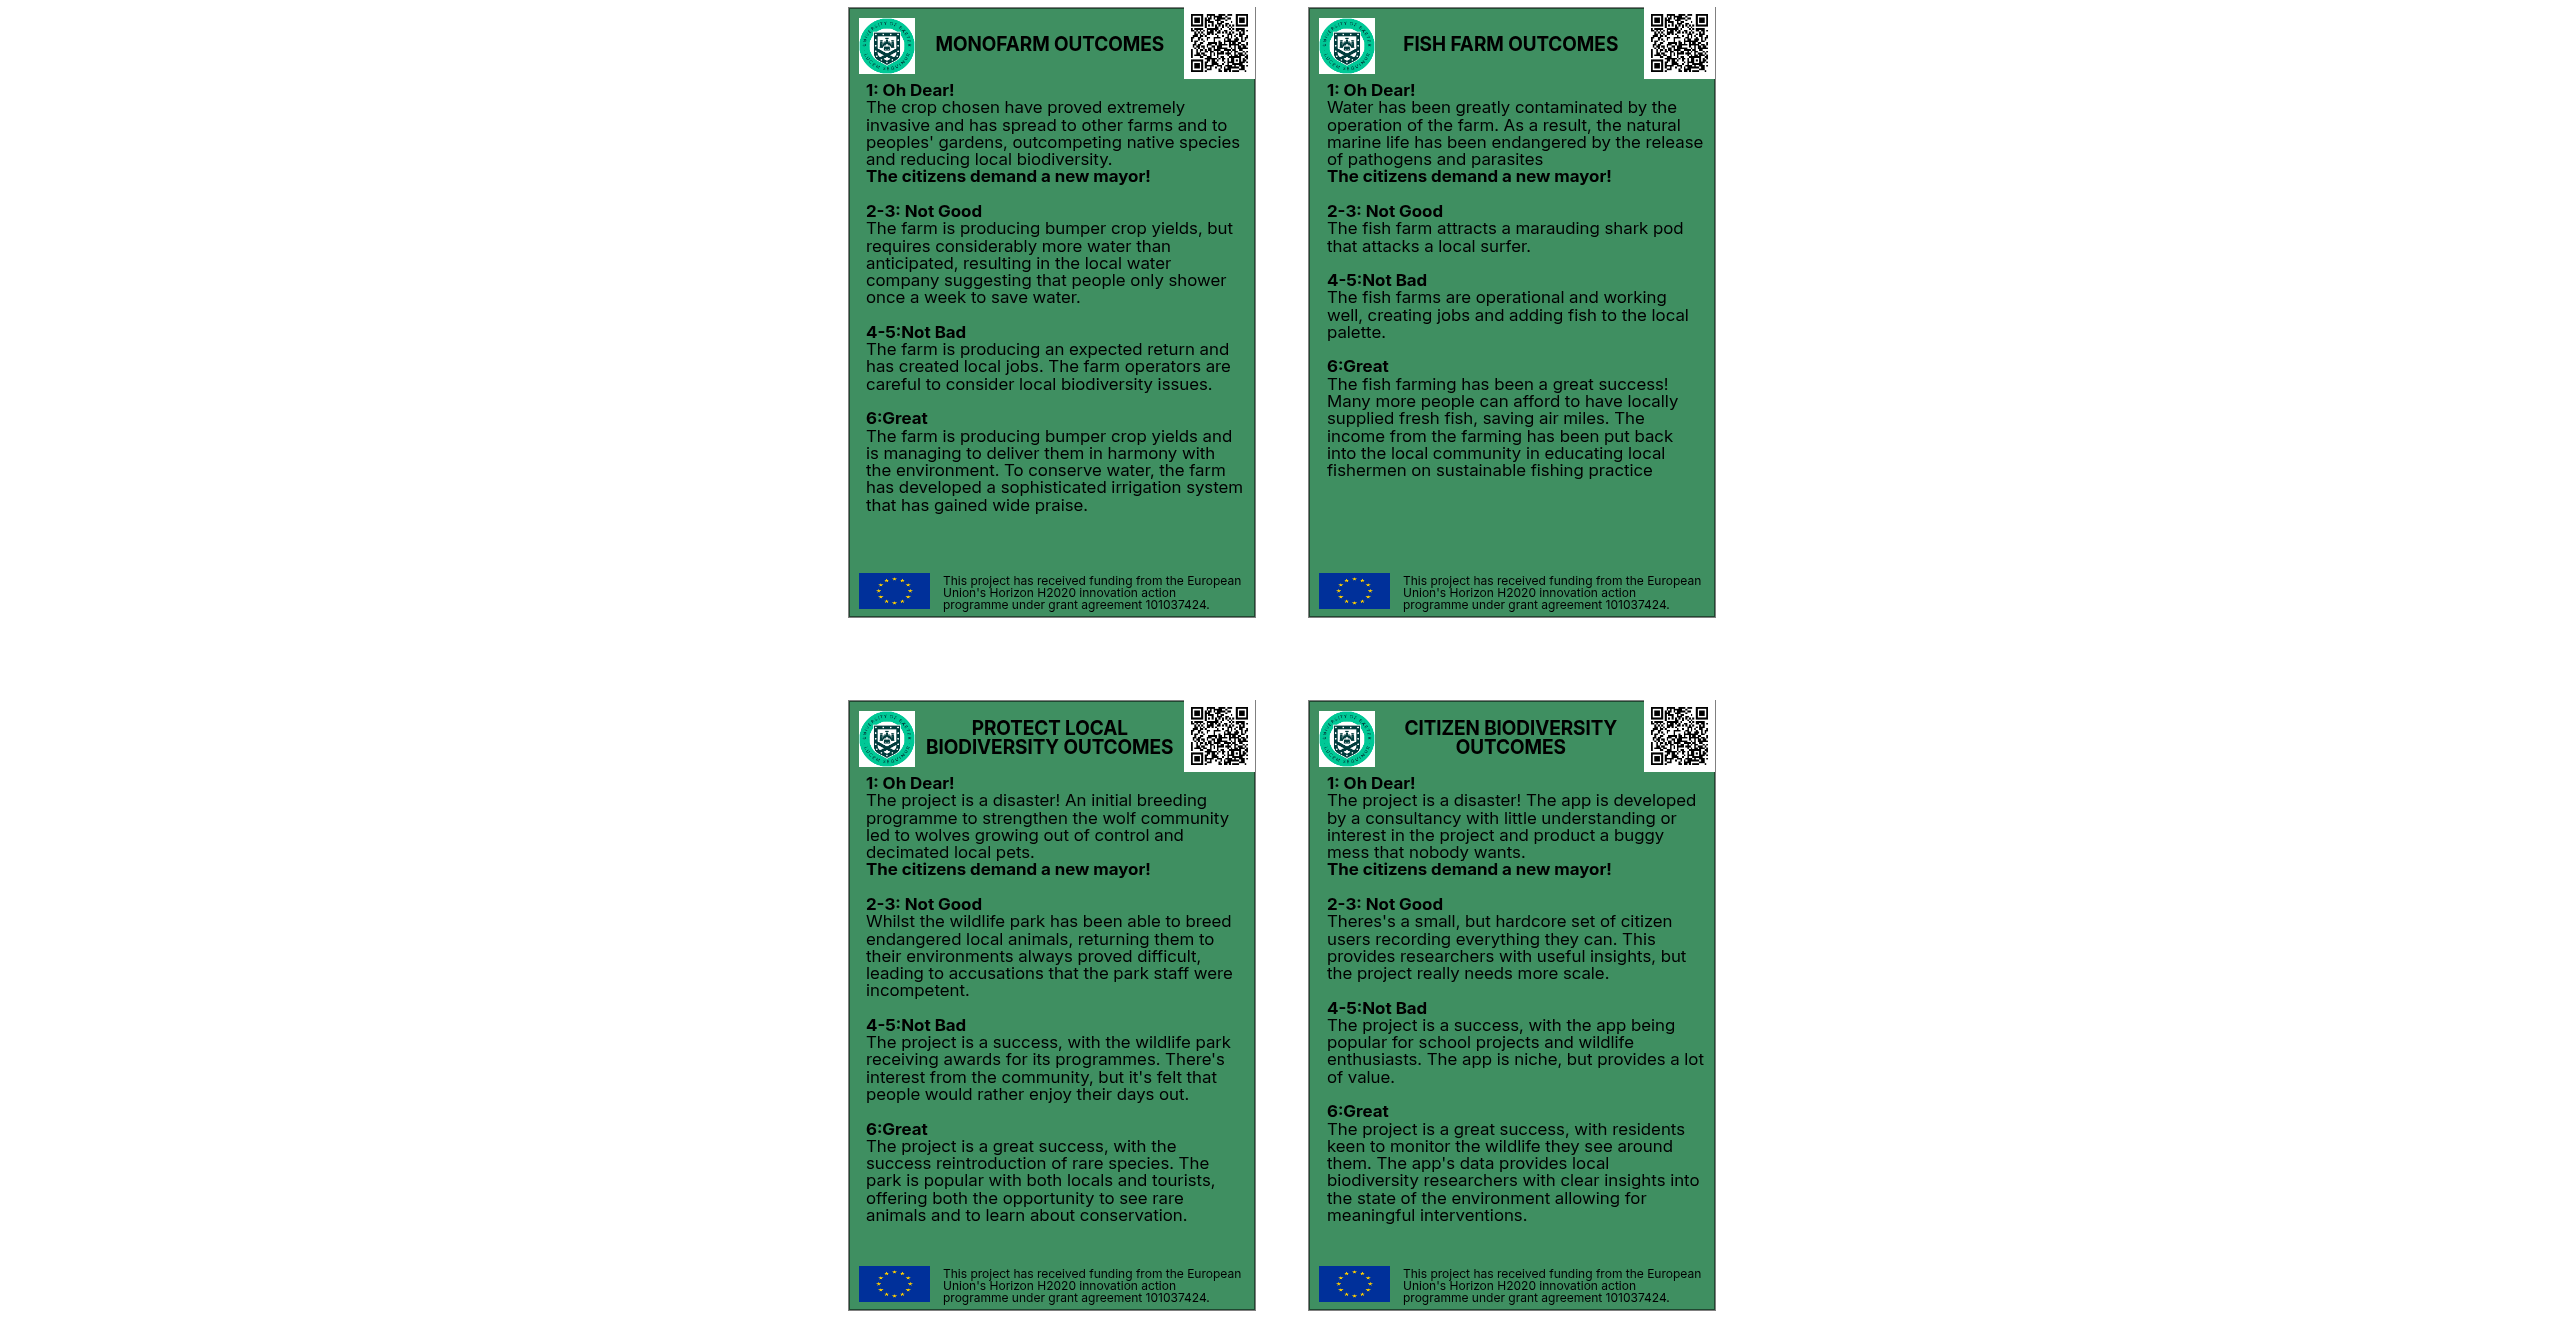 MONOFARM OUTCOMES
1: Oh Dear!
The crop chosen have proved extremely
invasive and has spread to other farms and to
peoples' gardens, outcompeting native species
and reducing local biodiversity.
The citizens demand a new mayor!
2-3: Not Good
The farm is producing bumper crop yields, but
requires considerably more water than
anticipated, resulting in the local water
company suggesting that people only shower
once a week to save water.
4-5:Not Bad
The farm is producing an expected return and
has created local jobs. The farm operators are
careful to consider local biodiversity issues.
6:Great
The farm is producing bumper crop yields and
is managing to deliver them in harmony with
the environment. To conserve water, the farm
has developed a sophisticated irrigation system
that has gained wide praise.
This project has received funding from the European
Union's Horizon H2020 innovation action
programme under grant agreement 101037424.
FISH FARM OUTCOMES
1: Oh Dear!
Water has been greatly contaminated by the
operation of the farm. As a result, the natural
marine life has been endangered by the release
of pathogens and parasites
The citizens demand a new mayor!
2-3: Not Good
The fish farm attracts a marauding shark pod
that attacks a local surfer.
4-5:Not Bad
The fish farms are operational and working
well, creating jobs and adding fish to the local
palette.
6:Great
The fish farming has been a great success!
Many more people can afford to have locally
supplied fresh fish, saving air miles. The
income from the farming has been put back
into the local community in educating local
fishermen on sustainable fishing practice
This project has received funding from the European
Union's Horizon H2020 innovation action
programme under grant agreement 101037424.
PROTECT LOCAL
BIODIVERSITY OUTCOMES
1: Oh Dear!
The project is a disaster! An initial breeding
programme to strengthen the wolf community
led to wolves growing out of control and
decimated local pets.
The citizens demand a new mayor!
2-3: Not Good
Whilst the wildlife park has been able to breed
endangered local animals, returning them to
their environments always proved difficult,
leading to accusations that the park staff were
incompetent.
4-5:Not Bad
The project is a success, with the wildlife park
receiving awards for its programmes. There's
interest from the community, but it's felt that
people would rather enjoy their days out.
6:Great
The project is a great success, with the
success reintroduction of rare species. The
park is popular with both locals and tourists,
offering both the opportunity to see rare
animals and to learn about conservation.
This project has received funding from the European
Union's Horizon H2020 innovation action
programme under grant agreement 101037424.
CITIZEN BIODIVERSITY
OUTCOMES
1: Oh Dear!
The project is a disaster! The app is developed
by a consultancy with little understanding or
interest in the project and product a buggy
mess that nobody wants.
The citizens demand a new mayor!
2-3: Not Good
Theres's a small, but hardcore set of citizen
users recording everything they can. This
provides researchers with useful insights, but
the project really needs more scale.
4-5:Not Bad
The project is a success, with the app being
popular for school projects and wildlife
enthusiasts. The app is niche, but provides a lot
of value.
6:Great
The project is a great success, with residents
keen to monitor the wildlife they see around
them. The app's data provides local
biodiversity researchers with clear insights into
the state of the environment allowing for
meaningful interventions.
This project has received funding from the European
Union's Horizon H2020 innovation action
programme under grant agreement 101037424.